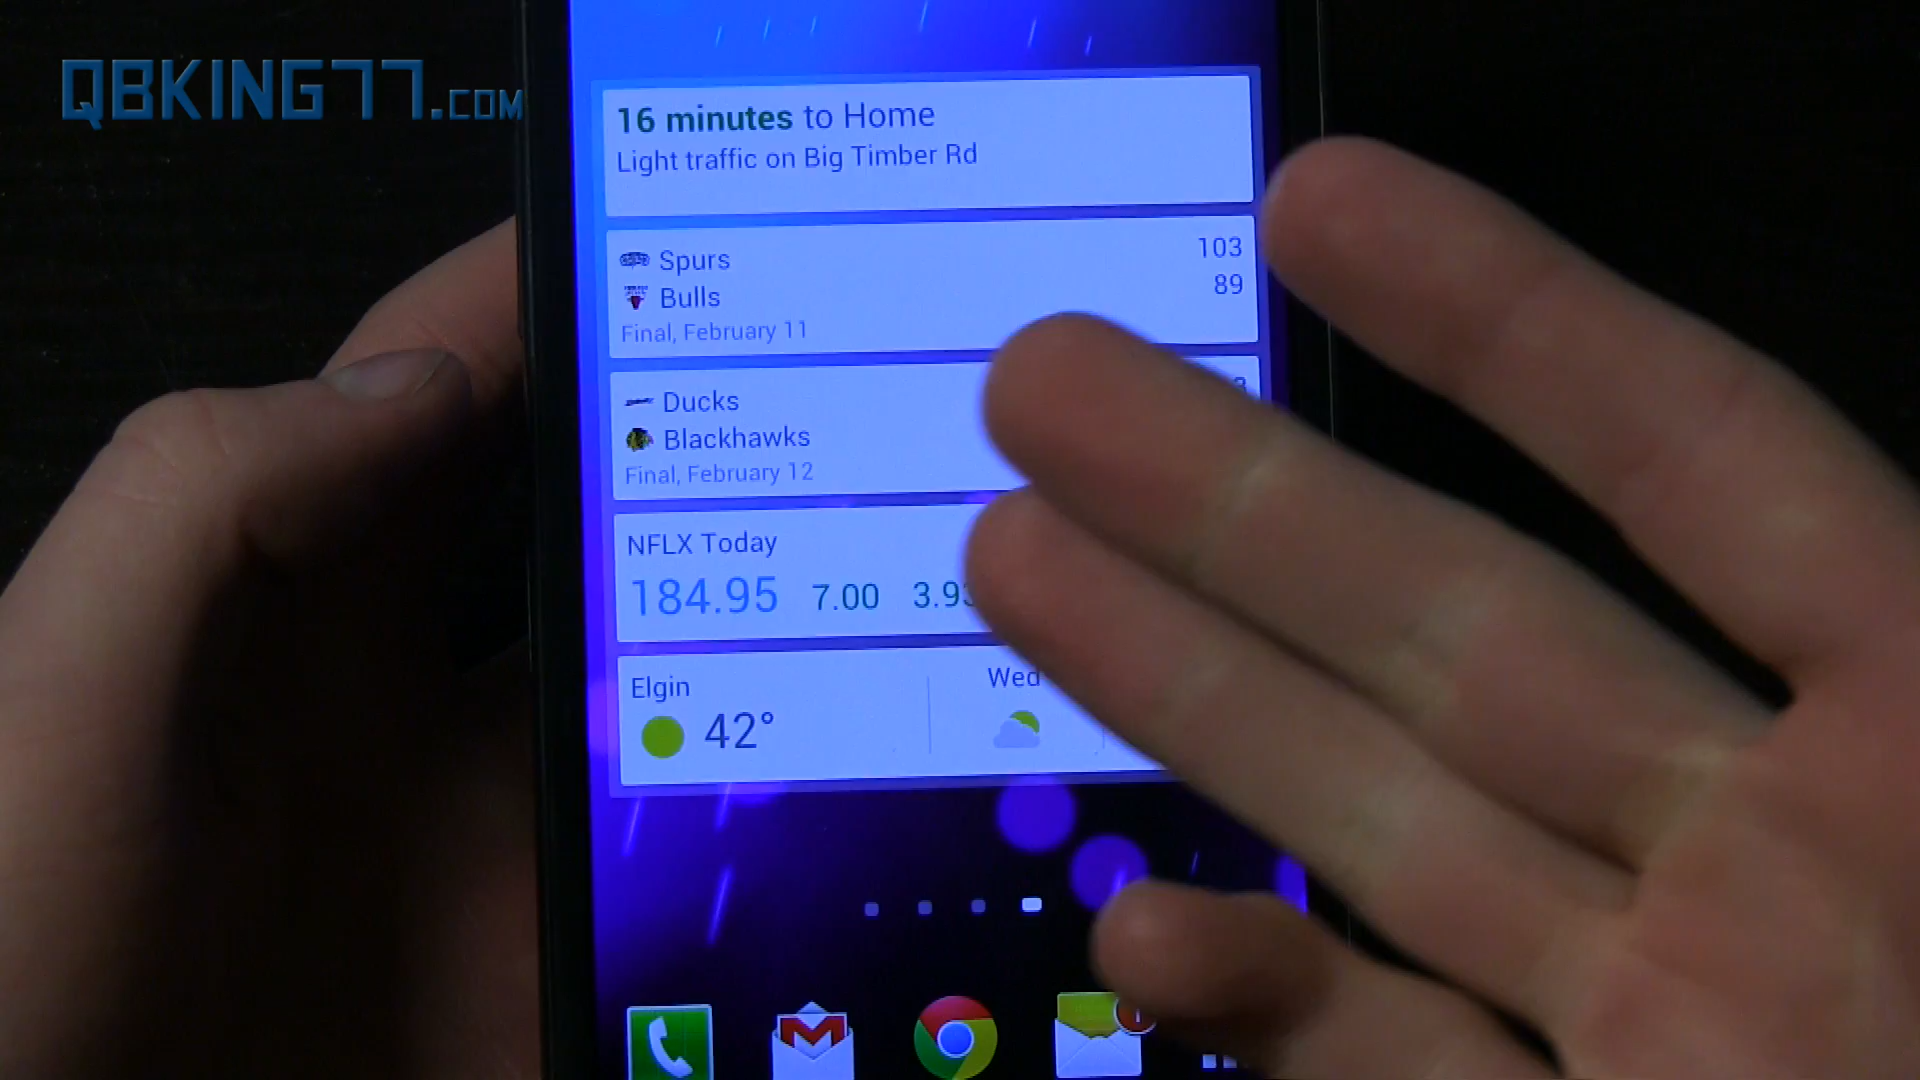 QBKING77.COM
16 minutes to Home
Light traffic on Big Timber Rd
Spurs 103
Bulls 89
Final, February 11
Ducks
Blackhawks
Final, February 12
NFLX Today
184.95 7.00
Elgin
42°
Wed